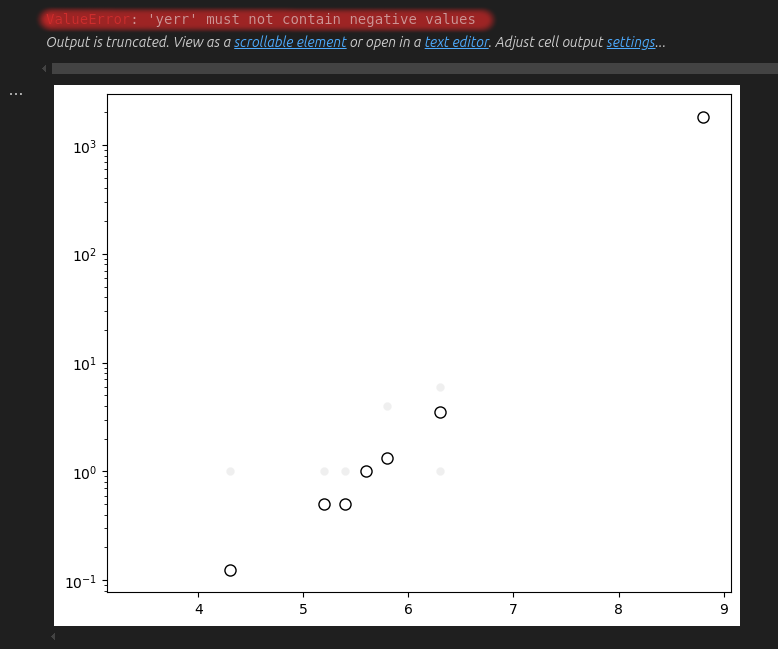 ValueError: 'yerr' must not contain negative values
Output is truncated. View as a scrollable element or open in a text editor. Adjust cell output settings...
...
10³
10²
10¹
10⁰
10⁻¹
4 5 6 7 8 9